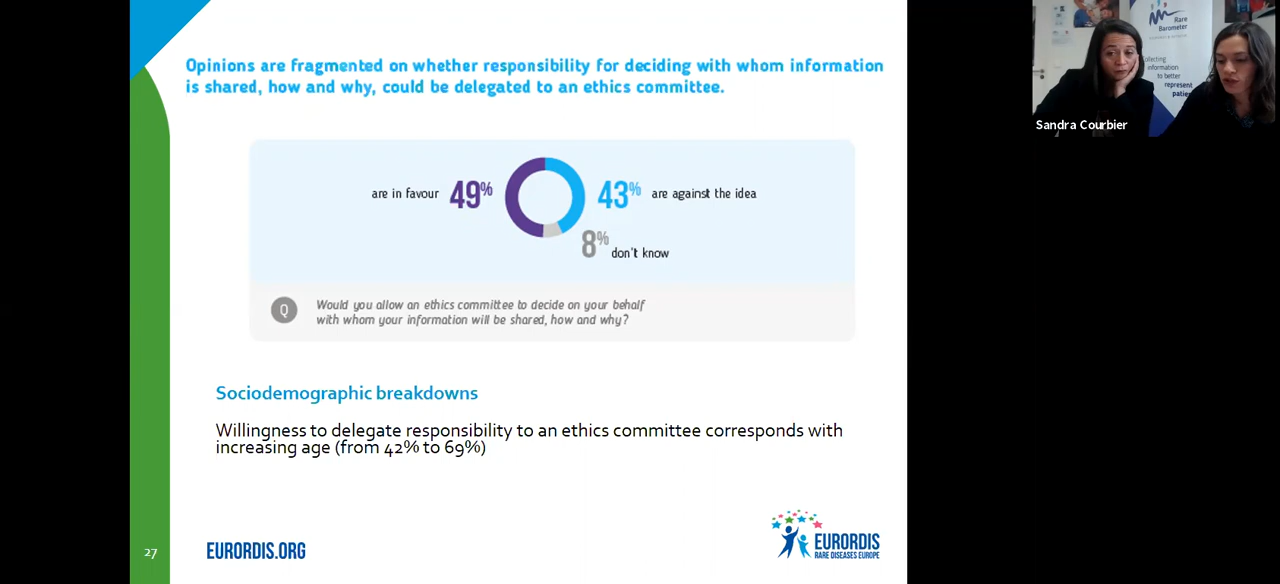 Opinions are fragmented on whether responsibility for deciding with whom information
is shared, how and why, could be delegated to an ethics committee.
are in favour 49% 43% are against the idea
8% don't know
Q Would you allow an ethics committee to decide on your behalf
with whom your information will be shared, how and why?
Sociodemographic breakdowns
Willingness to delegate responsibility to an ethics committee corresponds with
increasing age (from 42% to 69%)
27
EURORDIS.ORG
EURORDIS
RARE DISEASES EUROPE
Rare
Barometer
information
to better
represent
Sandra Courbier